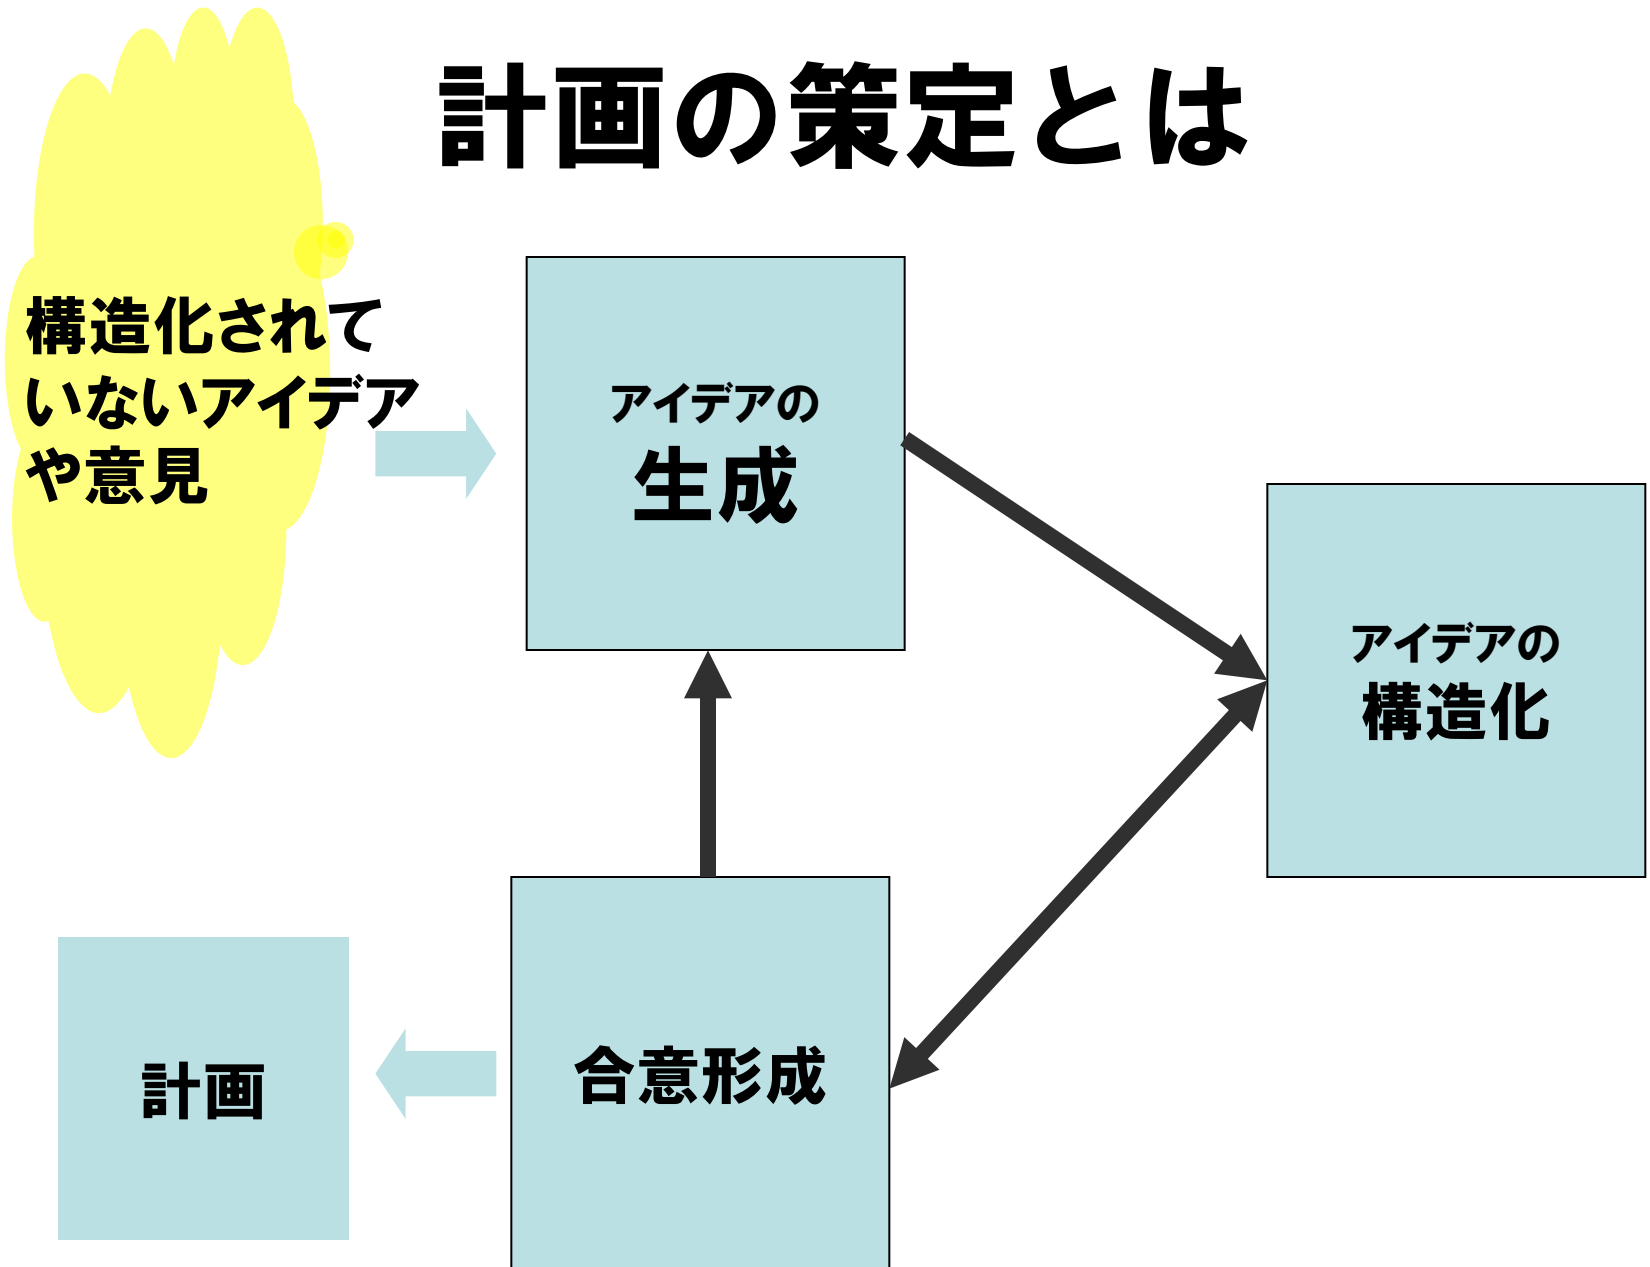 計画の策定とは
構造化されて
いないアイデア
や意見
アイデアの
生成
アイデアの
構造化
合意形成
計画